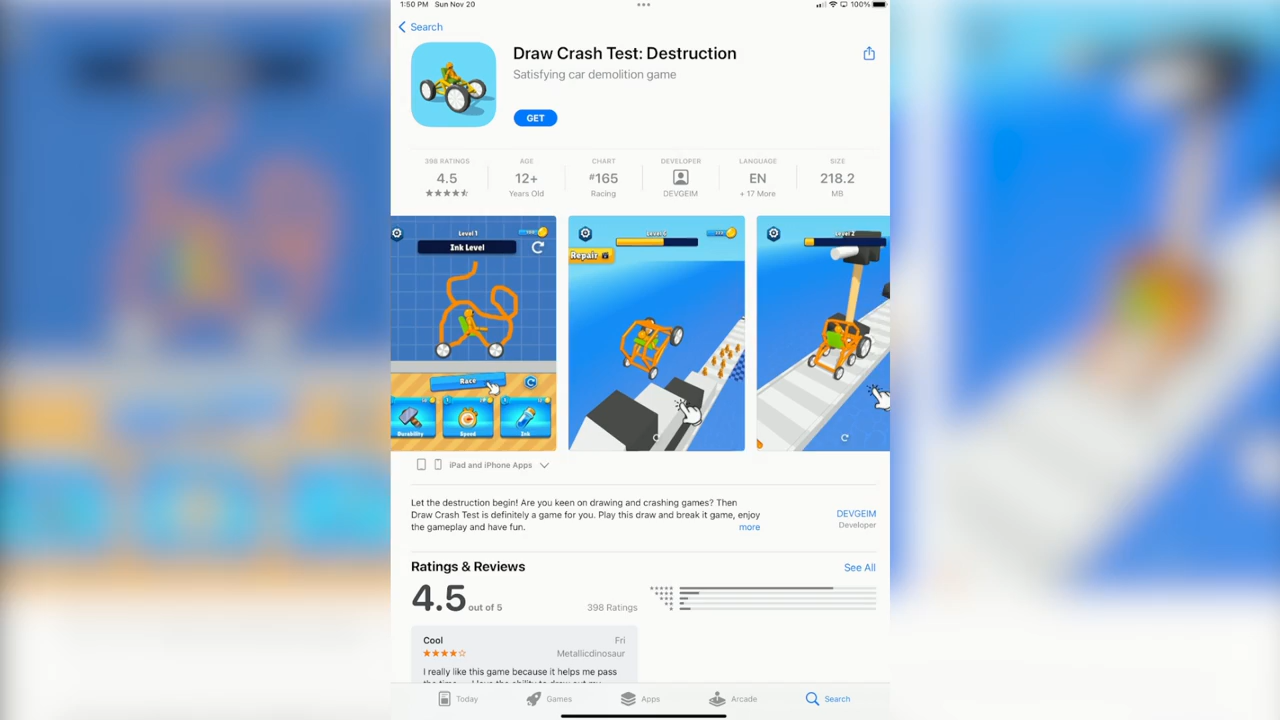 1:50 PM Sun Nov 20
100%
Search
Draw Crash Test: Destruction
Satisfying car demolition game
GET
398 RATINGS
4.5
AGE
12+
Years Old
CHART
#165
Racing
DEVELOPER
DEVGEIM
LANGUAGE
EN
+ 17 More
SIZE
218.2
MB
Level 1
Ink Level
Race
Durability
Speed
Ink
Repair
Level 2
iPad and iPhone Apps
Let the destruction begin! Are you keen on drawing and crashing games? Then
Draw Crash Test is definitely a game for you. Play this draw and break it game, enjoy
the gameplay and have fun.
more
DEVGEIM
Developer
Ratings & Reviews
See All
4.5 out of 5
398 Ratings
Cool
Fri
Metallicdinosaur
I really like this game because it helps me pass
Today
Games
Apps
Arcade
Search